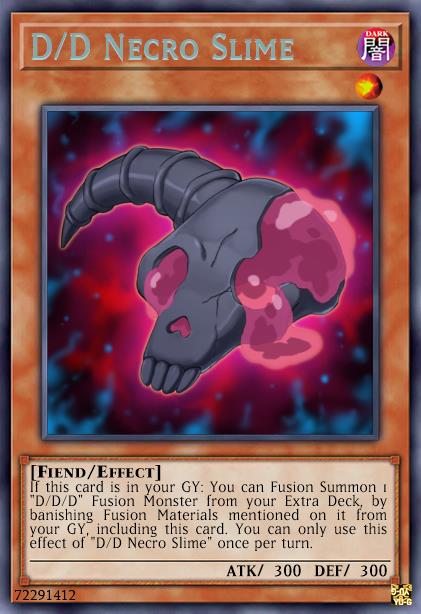 D/D Necro Slime
DARK
闇
[Fiend/Effect]
If this card is in your GY: You can Fusion Summon 1
"D/D/D" Fusion Monster from your Extra Deck, by
banishing Fusion Materials mentioned on it from
your GY, including this card. You can only use this
effect of "D/D Necro Slime" once per turn.
ATK/ 300 DEF/ 300
72291412